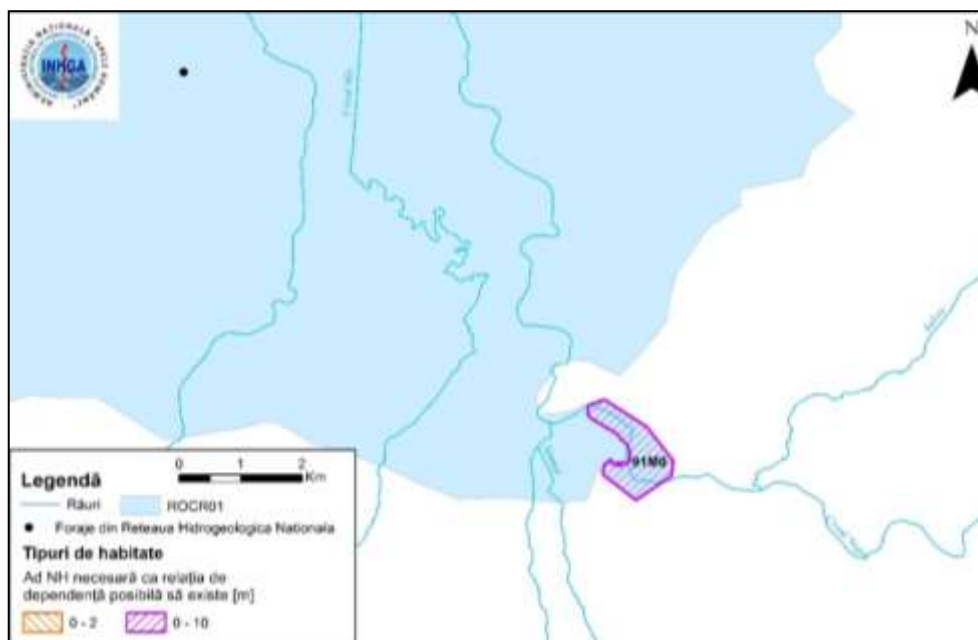 INHGA
N
91M0
Legendă
0 1 2
Km
Râuri
ROCR01
Foraje din Reteaua Hidrogeologica Nationala
Tipuri de habitate
Ad NH necesară ca relația de
dependență posibilă să existe [m]
0 - 2
0 - 10